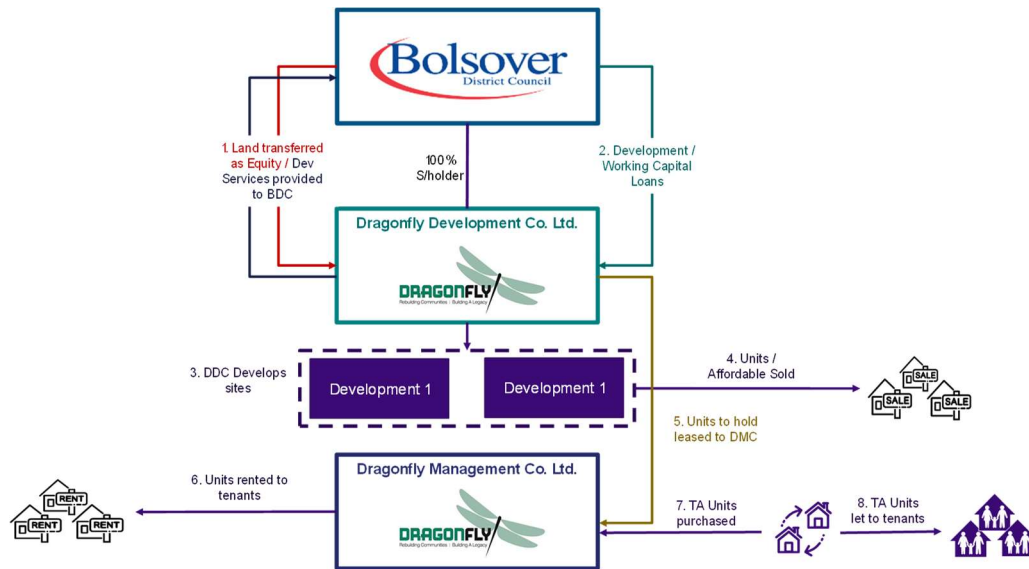 Bolsover
District Council
1. Land transferred
as Equity / Dev
Services provided
to BDC
100%
S/holder
2. Development /
Working Capital
Loans
Dragonfly Development Co. Ltd.
DRAGONFLY
Rebuilding Communities | Building A Legacy
3. DDC Develops
sites
Development 1
Development 1
4. Units /
Affordable Sold
SALE
SALE
SALE
5. Units to hold
leased to DMC
Dragonfly Management Co. Ltd.
DRAGONFLY
Rebuilding Communities | Building A Legacy
6. Units rented to
tenants
RENT
RENT
RENT
7. TA Units
purchased
8. TA Units
let to tenants